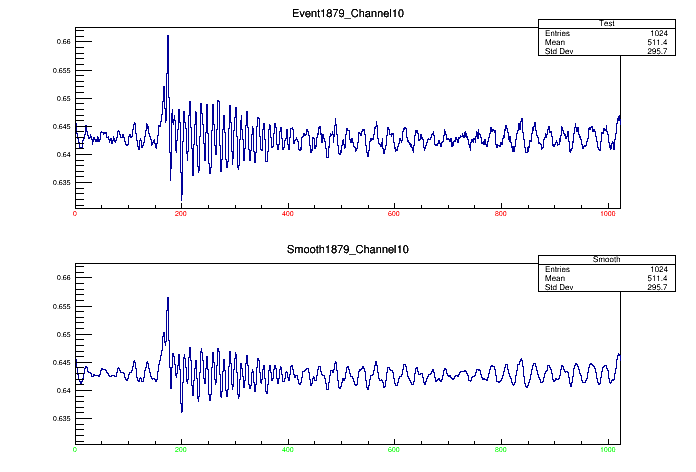 Event1879_Channel10
Test
Entries 1024
Mean 511.4
Std Dev 295.7
0.66
0.655
0.65
0.645
0.64
0.635
0 200 400 600 800 1000
Smooth1879_Channel10
Smooth
Entries 1024
Mean 511.4
Std Dev 295.7
0.66
0.655
0.65
0.645
0.64
0.635
0 200 400 600 800 1000